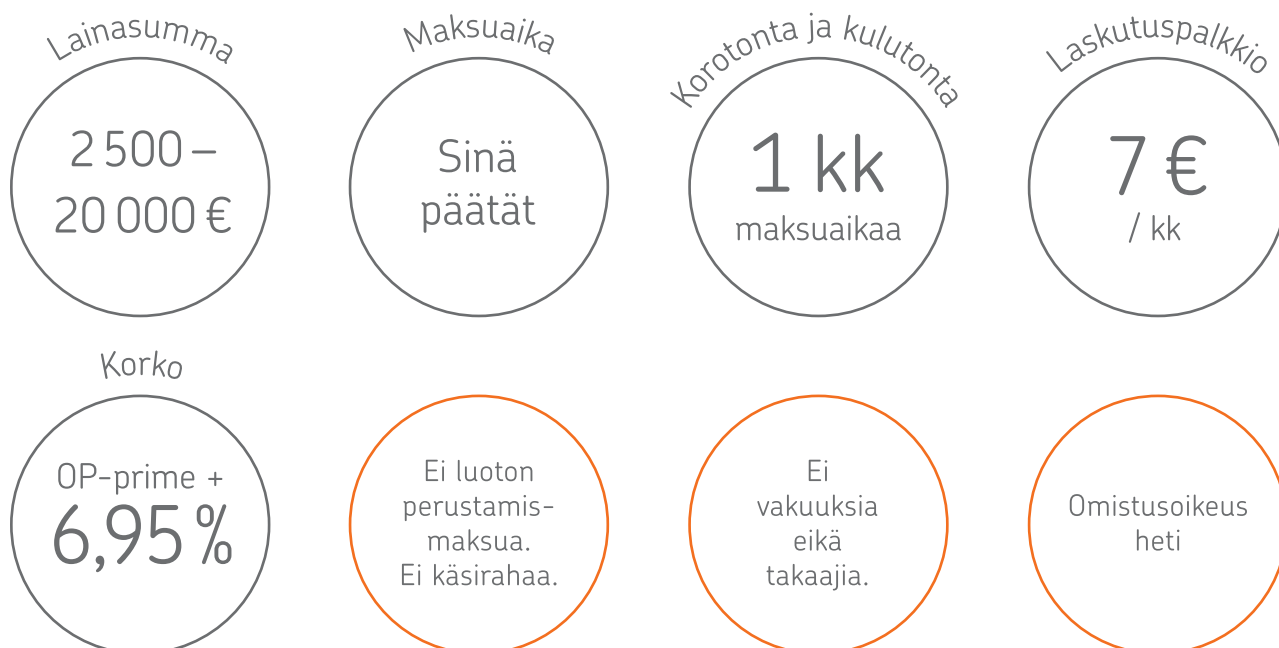 Lainasumma
2 500 –
20 000 €
Maksuaika
Sinä
päätät
Korotonta ja kulutonta
1 kk
maksuaikaa
Laskutuspalkkio
7 €
/ kk
Korko
OP-prime +
6,95 %
Ei luoton
perustamis-
maksua.
Ei käsirahaa.
Ei
vakuuksia
eikä
takaajia.
Omistusoikeus
heti